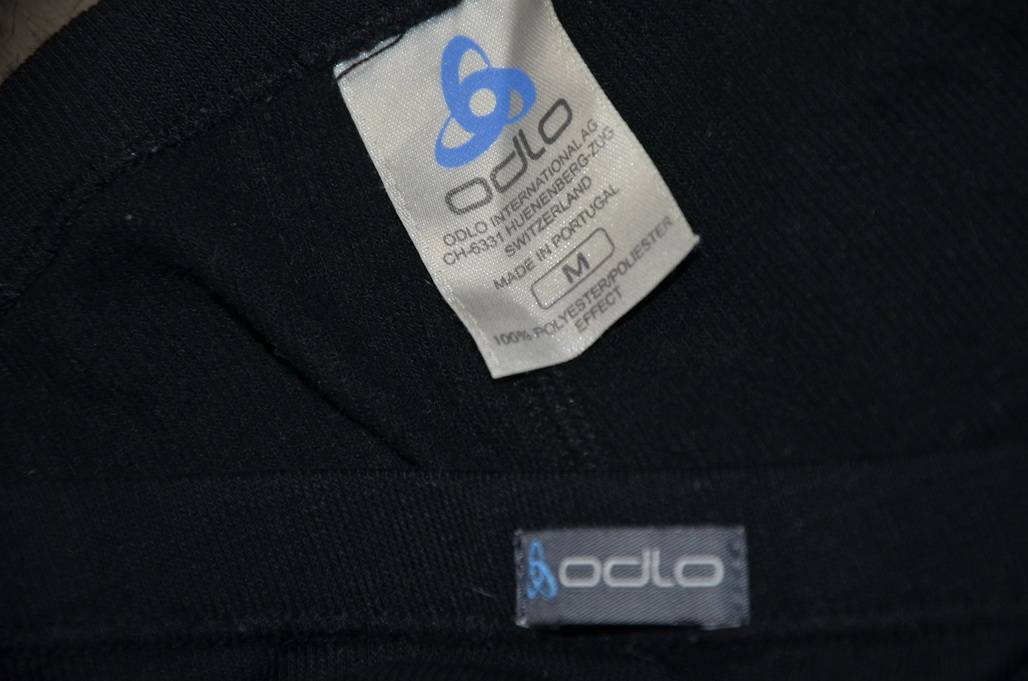 odlo
ODLO INTERNATIONAL AG
CH-6331 HUENENBERG-ZUG
SWITZERLAND
MADE IN PORTUGAL
M
100% POLYESTER/POLIESTER
EFFECT
odlo